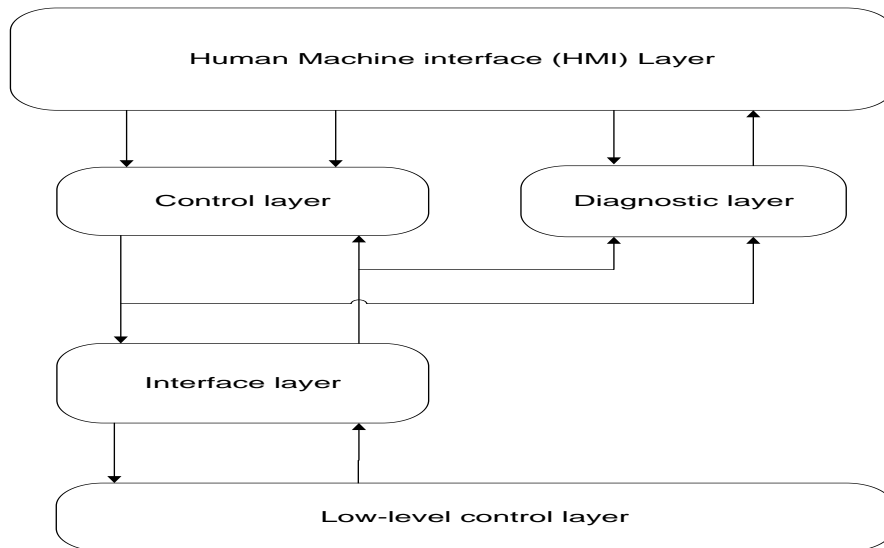 Human Machine interface (HMI) Layer
Control layer
Diagnostic layer
Interface layer
Low-level control layer